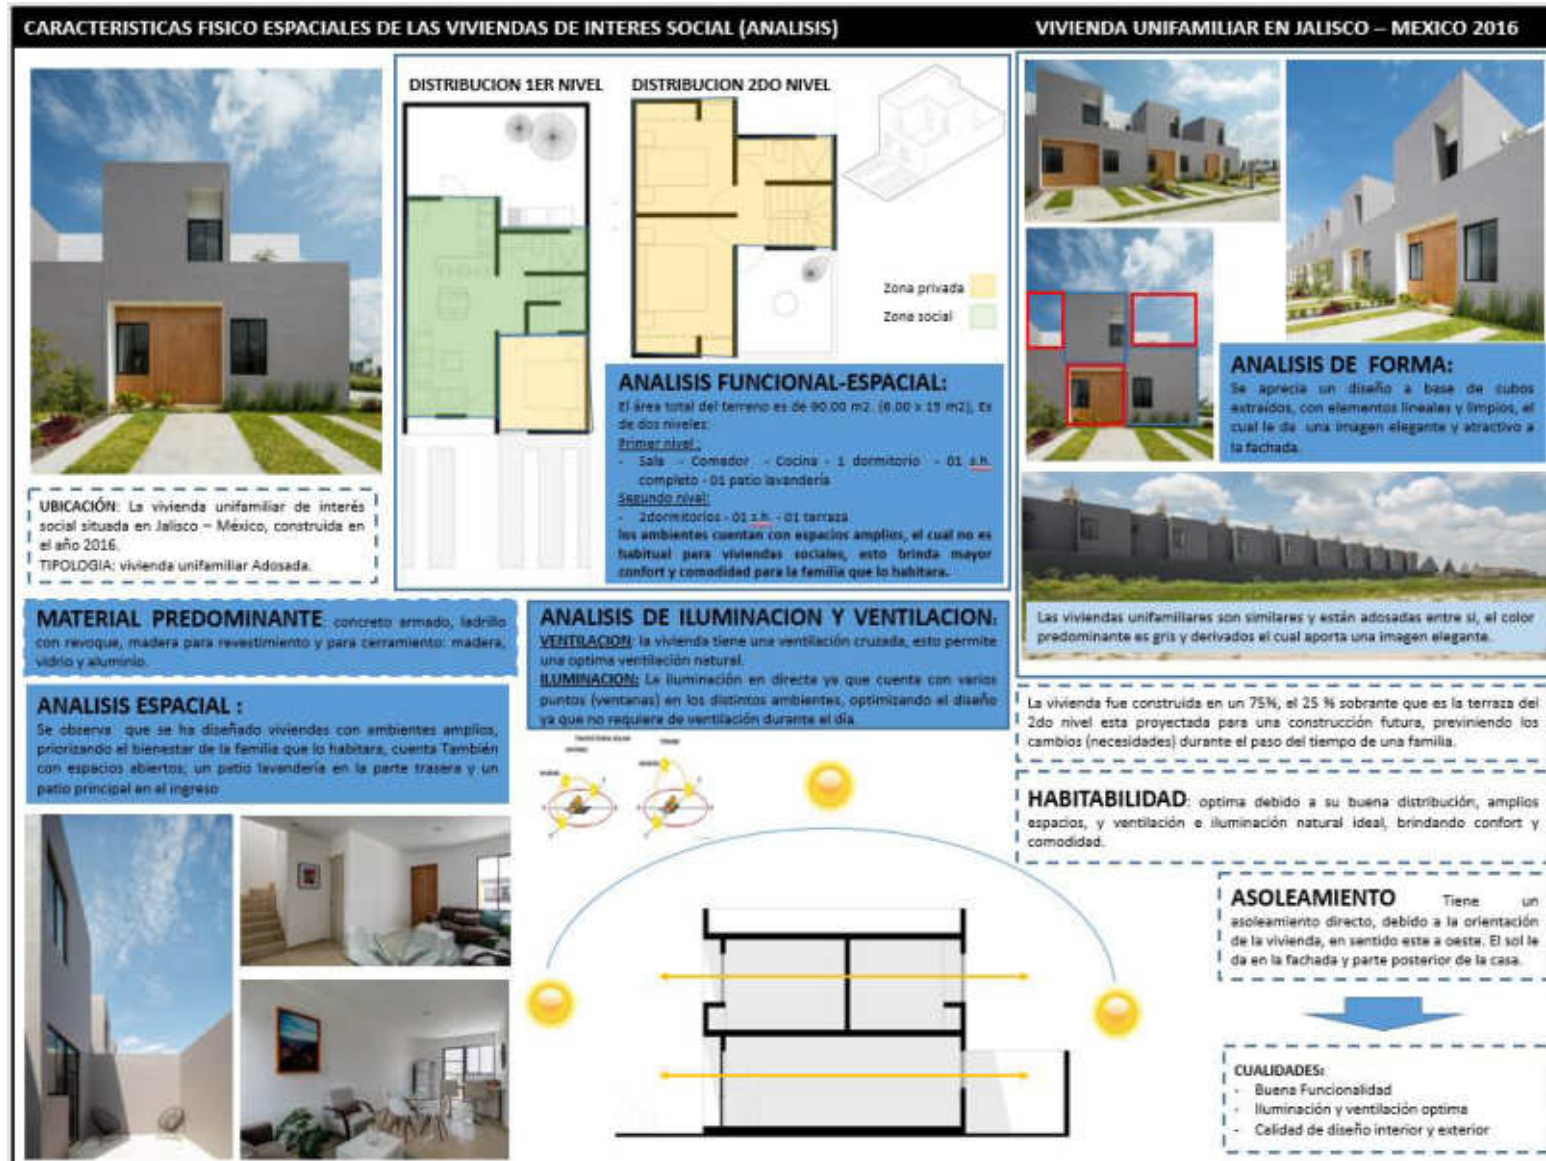 CARACTERISTICAS FISICO ESPACIALES DE LAS VIVIENDAS DE INTERES SOCIAL (ANALISIS)
VIVIENDA UNIFAMILIAR EN JALISCO – MEXICO 2016
DISTRIBUCION 1ER NIVEL
DISTRIBUCION 2DO NIVEL
Zona privada
Zone social
UBICACIÓN: La vivienda unifamiliar de interés
social situada en Jalisco – México, construida en
el año 2016.
TIPOLOGIA: vivienda unifamiliar Adosada.
ANALISIS FUNCIONAL-ESPACIAL:
El área total del terreno es de 90.00 m2. (6.00 x 15 m2), Es
de dos niveles:
Primer nivel :
- Sala - Comedor - Cocina - 1 dormitorio - 01 s.h.
completo - 01 patio lavandería
Segundo nivel:
- 2dormitorios - 01 s.h. - 01 terraza
los ambientes cuentan con espacios amplios, el cual no es
habitual para viviendas sociales, esto brinda mayor
confort y comodidad para la familia que lo habitara.
ANALISIS DE FORMA:
Se aprecia un diseño a base de cubos
extraídos, con elementos lineales y limpios, el
cual le da una imagen elegante y atractivo a
la fachada.
Las viviendas unifamiliares son similares y están adosadas entre si, el color
predominante es gris y derivados el cual aporta una imagen elegante.
MATERIAL PREDOMINANTE: concreto armado, ladrillo
con revoque, madera para revestimiento y para cerramiento: madera,
vidrio y aluminio.
ANALISIS ESPACIAL :
Se observa que se ha diseñado viviendas con ambientes amplios,
priorizando el bienestar de la familia que lo habitara, cuenta También
con espacios abiertos; un patio lavandería en la parte trasera y un
patio principal en el ingreso
ANALISIS DE ILUMINACION Y VENTILACION:
VENTILACION: la vivienda tiene una ventilación cruzada, esto permite
una optima ventilación natural.
ILUMINACION: La iluminación en directa ya que cuenta con varios
puntos (ventanas) en los distintos ambientes, optimizando el diseño
ya que no requiere de ventilación durante el día.
La vivienda fue construida en un 75%, el 25 % sobrante que es la terraza del
2do nivel esta proyectada para una construcción futura, previniendo los
cambios (necesidades) durante el paso del tiempo de una familia.
HABITABILIDAD: optima debido a su buena distribución, amplios
espacios, y ventilación e iluminación natural ideal, brindando confort y
comodidad.
ASOLEAMIENTO Tiene un
asoleamiento directo, debido a la orientación
de la vivienda, en sentido este a oeste. El sol le
da en la fachada y parte posterior de la casa.
CUALIDADES:
- Buena Funcionalidad
- Iluminación y ventilación optima
- Calidad de diseño interior y exterior